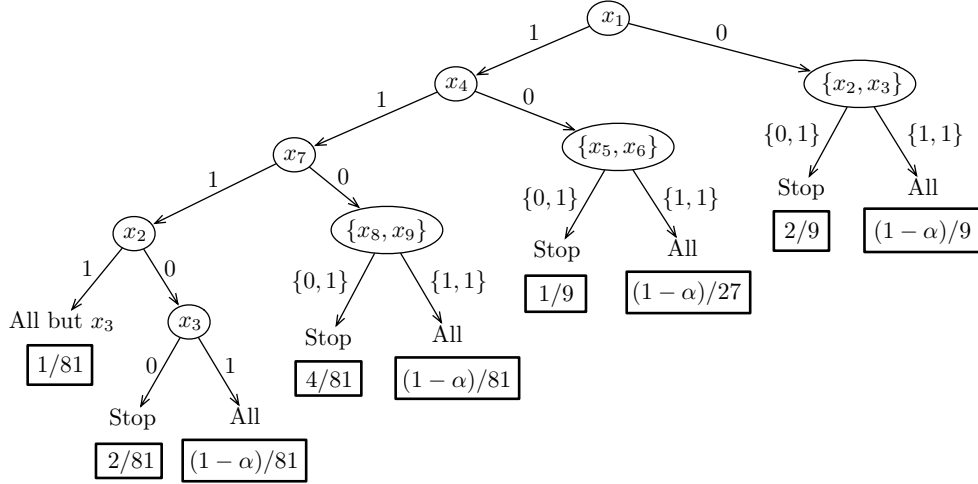 x₁
1
0
x₄
{x₂, x₃}
1
0
{0, 1}
{1, 1}
x₇
{x₅, x₆}
1
0
{0, 1}
{1, 1}
Stop
All
2/9
(1 − α)/9
x₂
{x₈, x₉}
1
0
{0, 1}
{1, 1}
Stop
All
1/9
(1 − α)/27
All but x₃
x₃
Stop
All
1/81
0
1
4/81
(1 − α)/81
Stop
All
2/81
(1 − α)/81